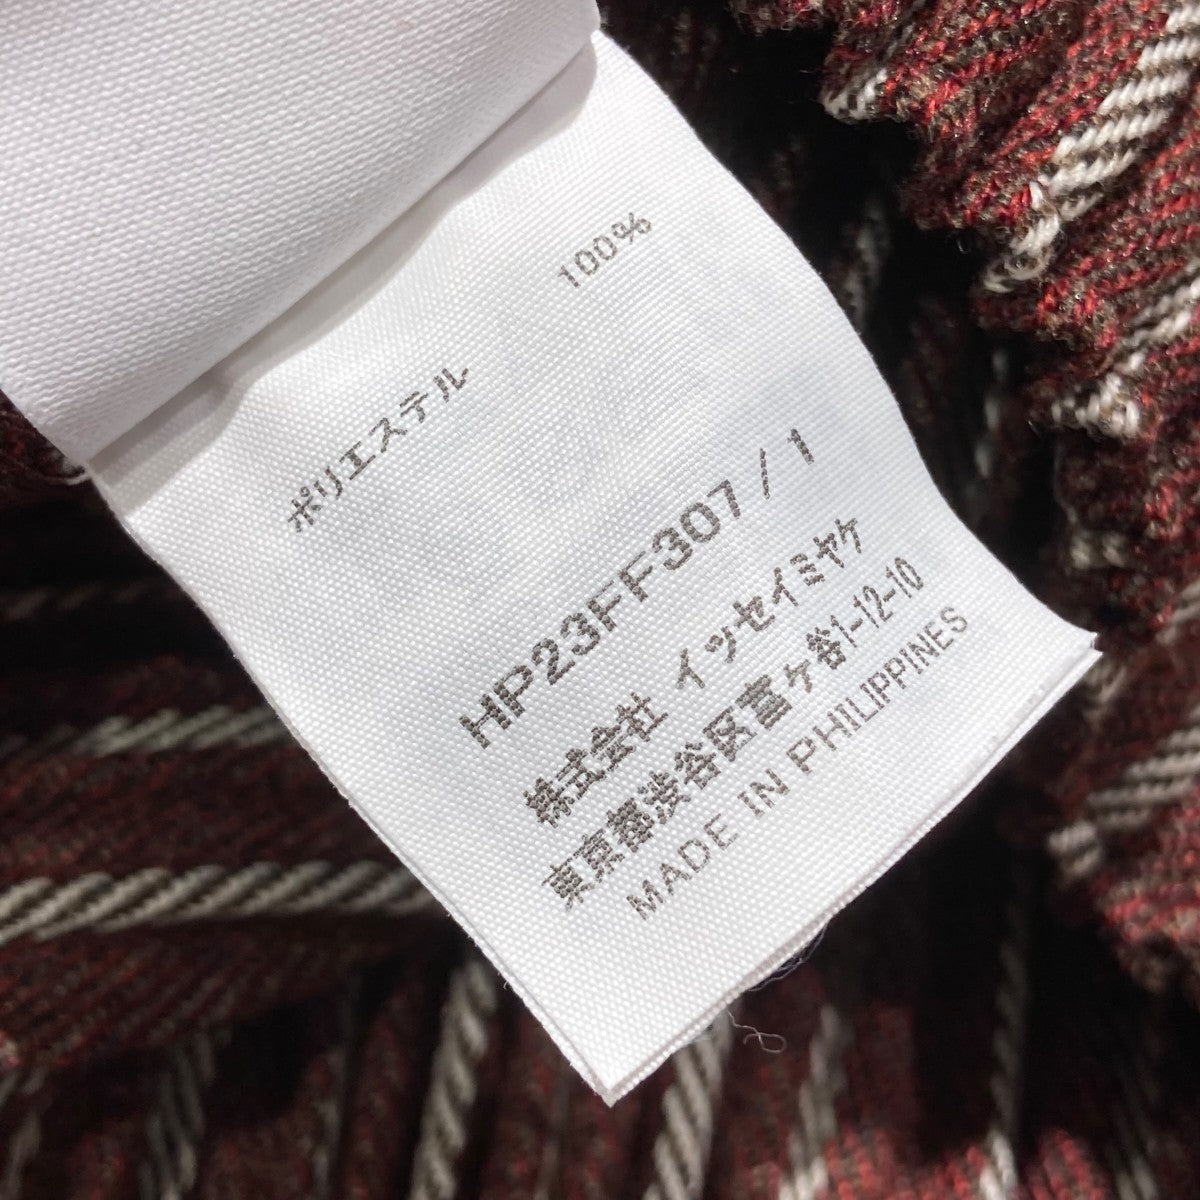 ポリエステル 100%
HP23FF307 / 1
株式会社 イッセイミヤケ
東京都渋谷区富ヶ谷1-12-10
MADE IN PHILIPPINES